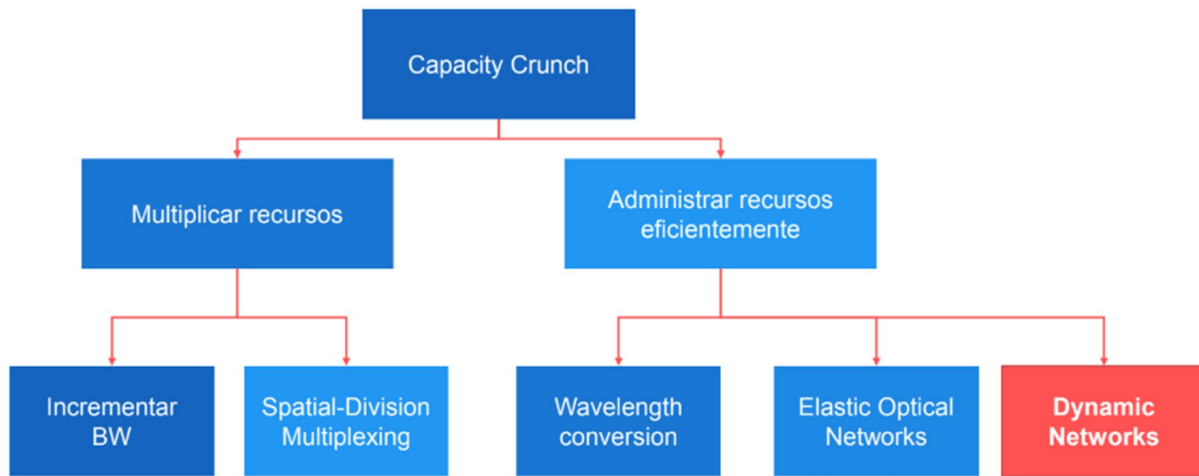 Capacity Crunch
Multiplicar recursos
Administrar recursos
eficientemente
Incrementar
BW
Spatial-Division
Multiplexing
Wavelength
conversion
Elastic Optical
Networks
Dynamic
Networks